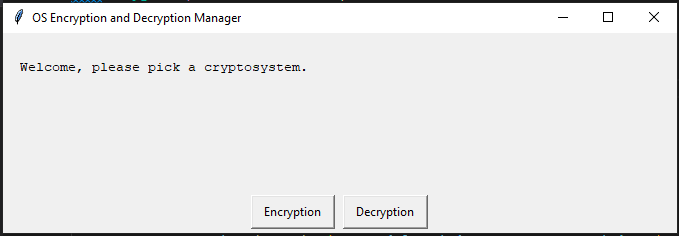 OS Encryption and Decryption Manager
Welcome, please pick a cryptosystem.
Encryption
Decryption